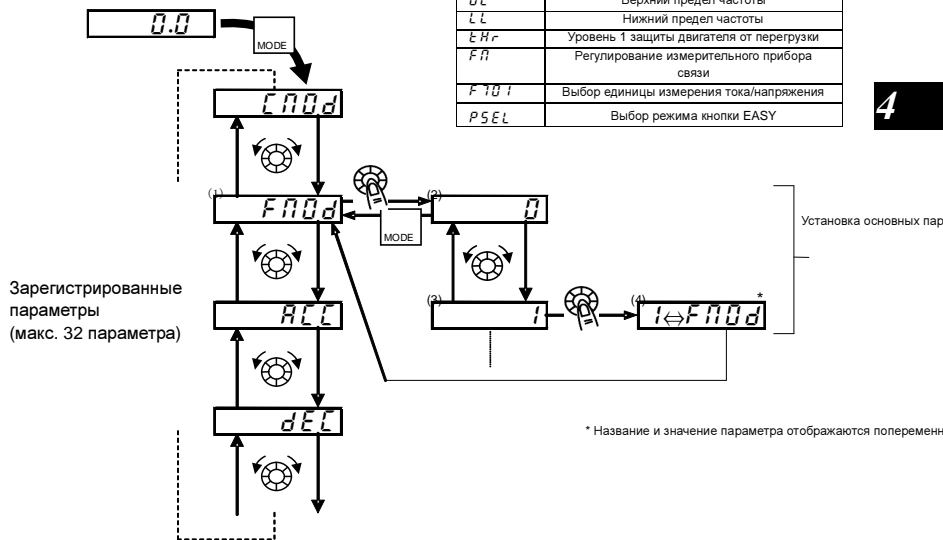 UL Верхний предел частоты
LL Нижний предел частоты
tHr Уровень 1 защиты двигателя от перегрузки
FM Регулирование измерительного прибора
связи
F701 Выбор единицы измерения тока/напряжения
PSEL Выбор режима кнопки EASY
4
0.0
MODE
CMOd
(1)
FMOd
(2)
0
MODE
Установка основных пар
Зарегистрированные
параметры
(макс. 32 параметра)
ACC
(3)
1
(4)
1⇔FMOd
*
dEC
* Название и значение параметра отображаются попеременн